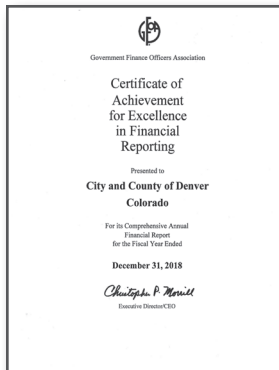 Government Finance Officers Association
Certificate of
Achievement
for Excellence
in Financial
Reporting
Presented to
City and County of Denver
Colorado
For its Comprehensive Annual
Financial Report
for the Fiscal Year Ended
December 31, 2018
Christopher P. Morrill
Executive Director/CEO